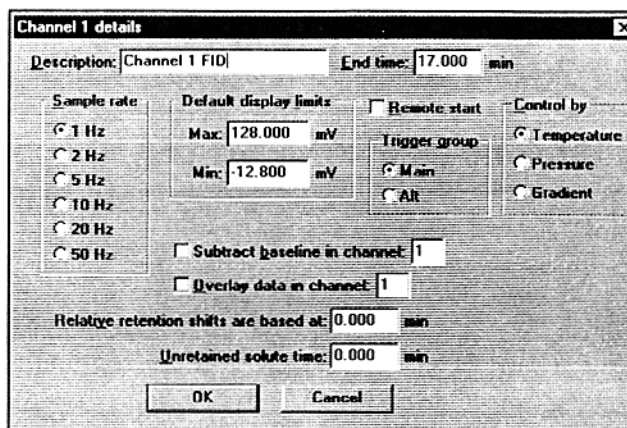 Channel 1 details
Description: Channel 1 FID End time: 17.000 min
Sample rate Default display limits Remote start Control by
1 Hz Max: 128.000 mV Temperature
2 Hz Trigger group
5 Hz Min: -12.800 mV Main Pressure
10 Hz Alt Gradient
20 Hz
50 Hz Subtract baseline in channel: 1
Overlay data in channel: 1
Relative retention shifts are based at: 0.000 min
Unretained solute time: 0.000 min
OK Cancel